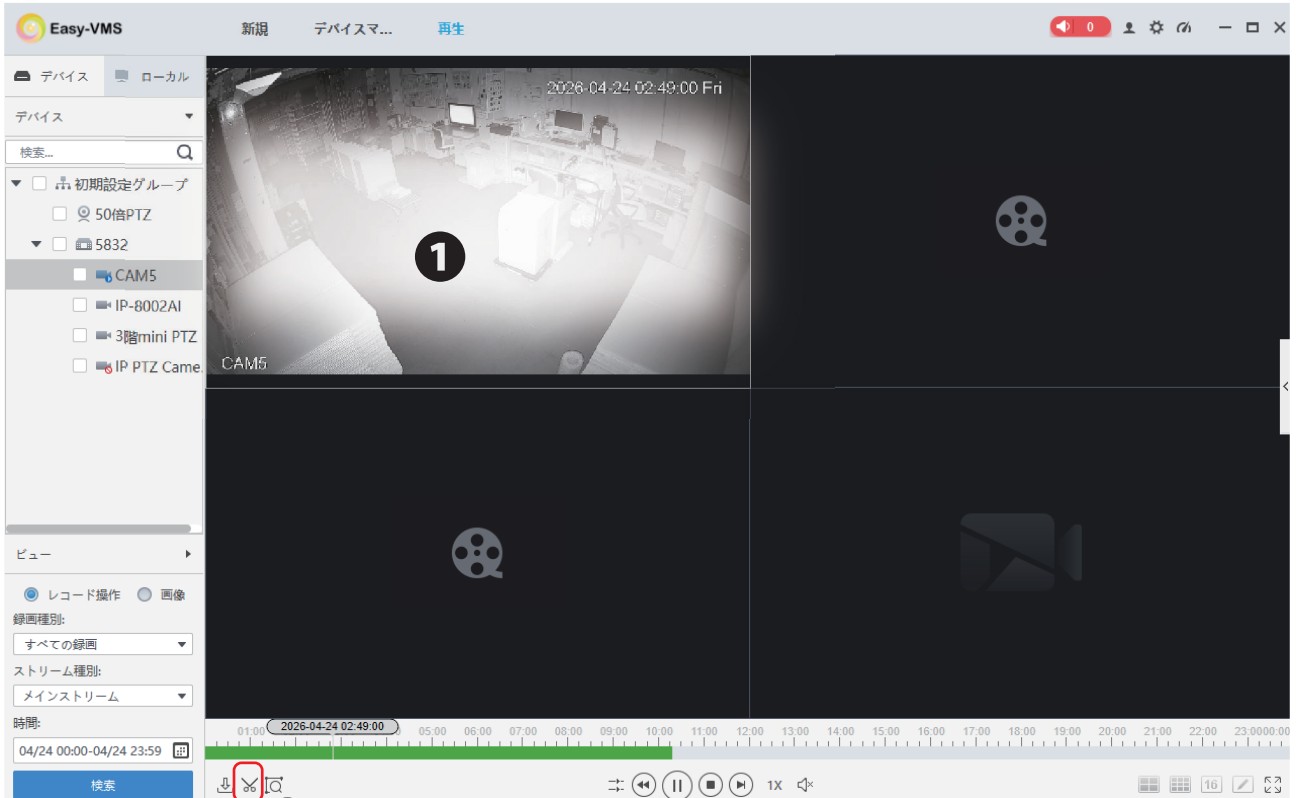 Easy-VMS 新規 デバイスマ... 再生 0
デバイス ローカル
デバイス
検索...
初期設定グループ
50倍PTZ
5832
CAM5
IP-8002AI
3階mini PTZ
IP PTZ Came
2026-04-24 02:49:00 Fri
1
CAM5
ビュー
レコード操作 画像
録画種別:
すべての録画
ストリーム種別:
メインストリーム
時間:
04/24 00:00-04/24 23:59
検索
01:00 2026-04-24 02:49:00 05:00 06:00 07:00 08:00 09:00 10:00 11:00 12:00 13:00 14:00 15:00 16:00 17:00 18:00 19:00 20:00 21:00 22:00 23:0000:00
1X 16